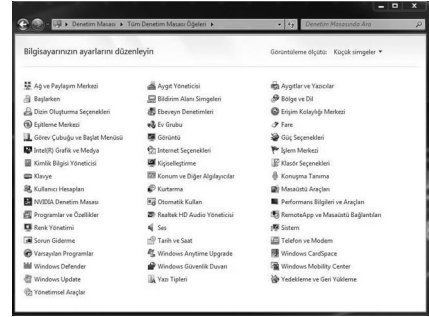 Denetim Masası ▸ Tüm Denetim Masası Öğeleri ▸ Denetim Masasında Ara
Bilgisayarınızın ayarlarını düzenleyin Görüntüleme ölçütü: Küçük simgeler
Ağ ve Paylaşım Merkezi Aygıt Yöneticisi Aygıtlar ve Yazıcılar
Başlarken Bildirim Alanı Simgeleri Bölge ve Dil
Dizin Oluşturma Seçenekleri Ebeveyn Denetimleri Erişim Kolaylığı Merkezi
Eşitleme Merkezi Ev Grubu Fare
Görev Çubuğu ve Başlat Menüsü Görüntü Güç Seçenekleri
Intel(R) Grafik ve Medya Internet Seçenekleri İşlem Merkezi
Kimlik Bilgisi Yöneticisi Kişiselleştirme Klasör Seçenekleri
Klavye Konum ve Diğer Algılayıcılar Konuşma Tanıma
Kullanıcı Hesapları Kurtarma Masaüstü Araçları
NVIDIA Denetim Masası Otomatik Kullan Performans Bilgileri ve Araçları
Programlar ve Özellikler Realtek HD Audio Yöneticisi RemoteApp ve Masaüstü Bağlantıları
Renk Yönetimi Ses Sistem
Sorun Giderme Tarih ve Saat Telefon ve Modem
Varsayılan Programlar Windows Anytime Upgrade Windows CardSpace
Windows Defender Windows Güvenlik Duvarı Windows Mobility Center
Windows Update Yazı Tipleri Yedekleme ve Geri Yükleme
Yönetimsel Araçlar